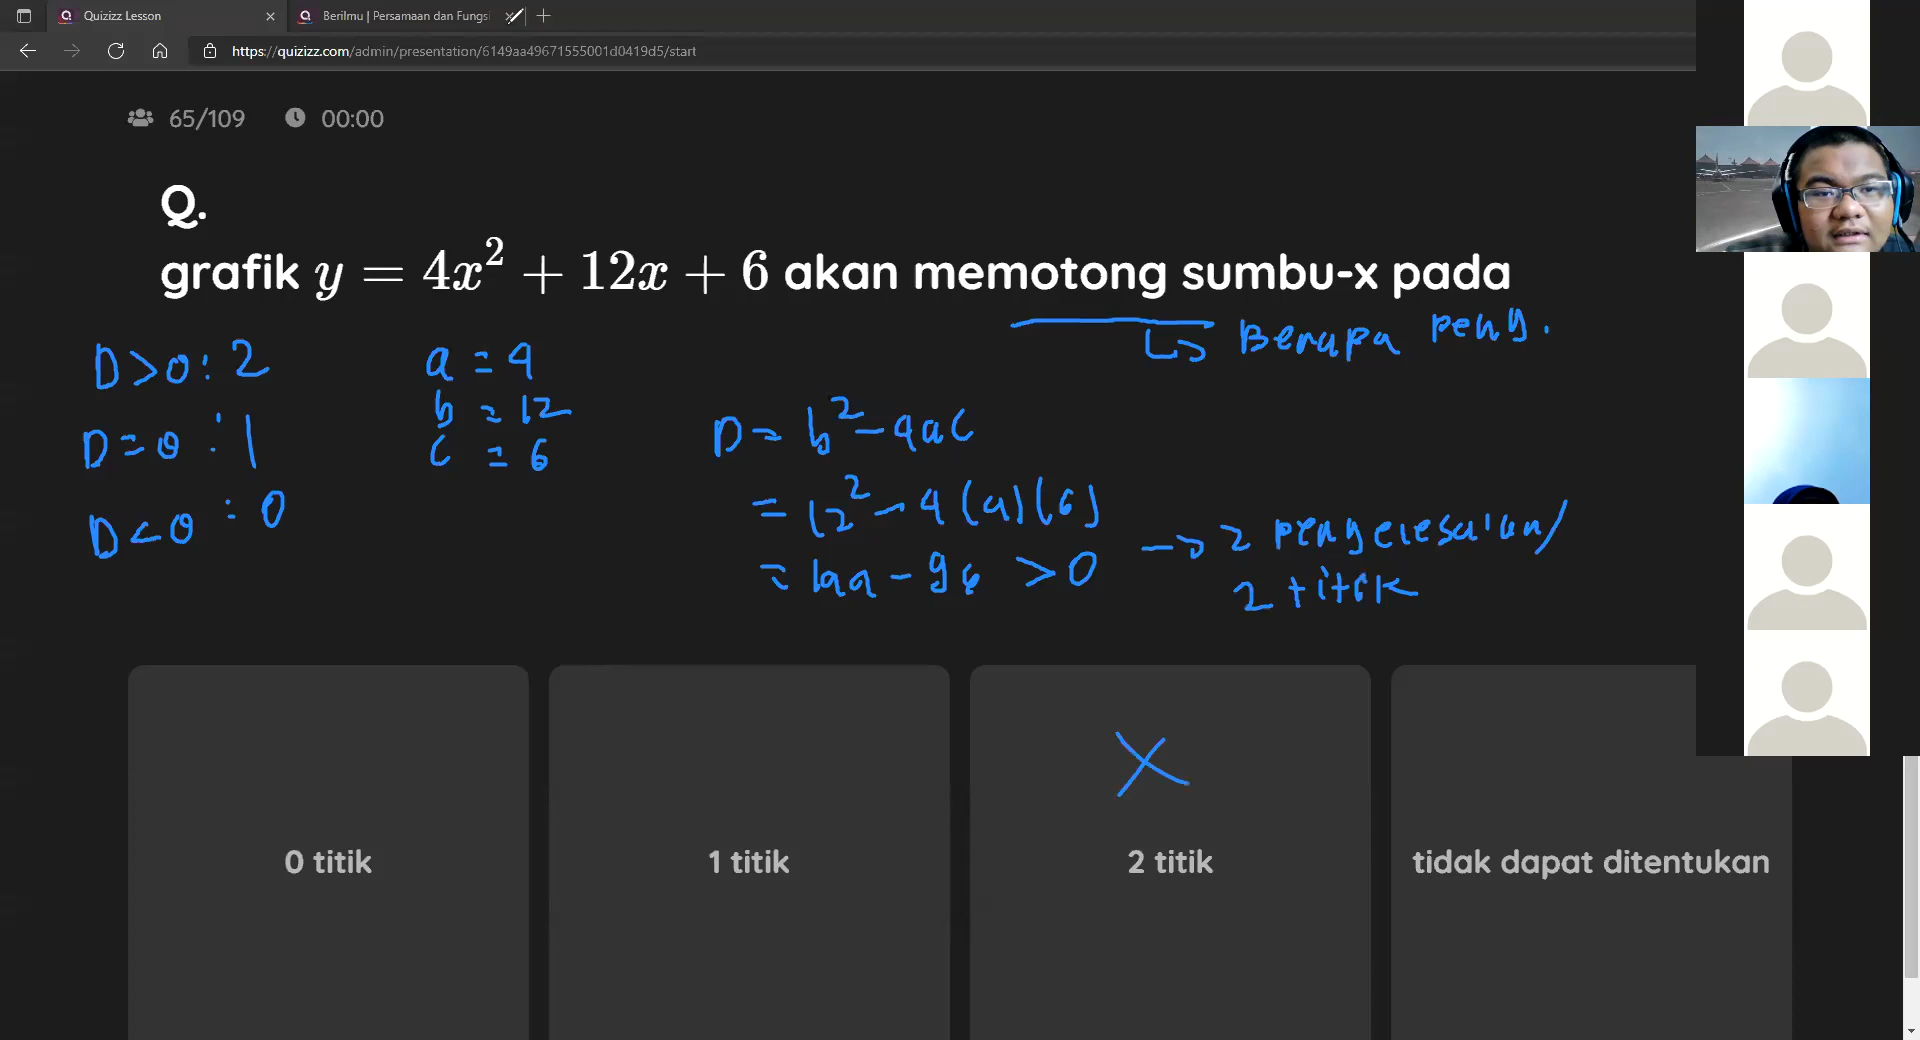 Quizizz Lesson
Berilmu | Persamaan dan Fungsi
https://quizizz.com/admin/presentation/6149aa49671555001d0419d5/start
65/109 00:00
Q.
grafik y = 4x² + 12x + 6 akan memotong sumbu-x pada
↳ Berapa peny.
D>0: 2
D=0: 1
D<0: 0
a = 4
b = 12
c = 6
D = b² - 4ac
= 12² - 4(4)(6)
= 144 - 96 > 0
→ 2 penyelesaian/
2 titik
X
0 titik
1 titik
2 titik
tidak dapat ditentukan